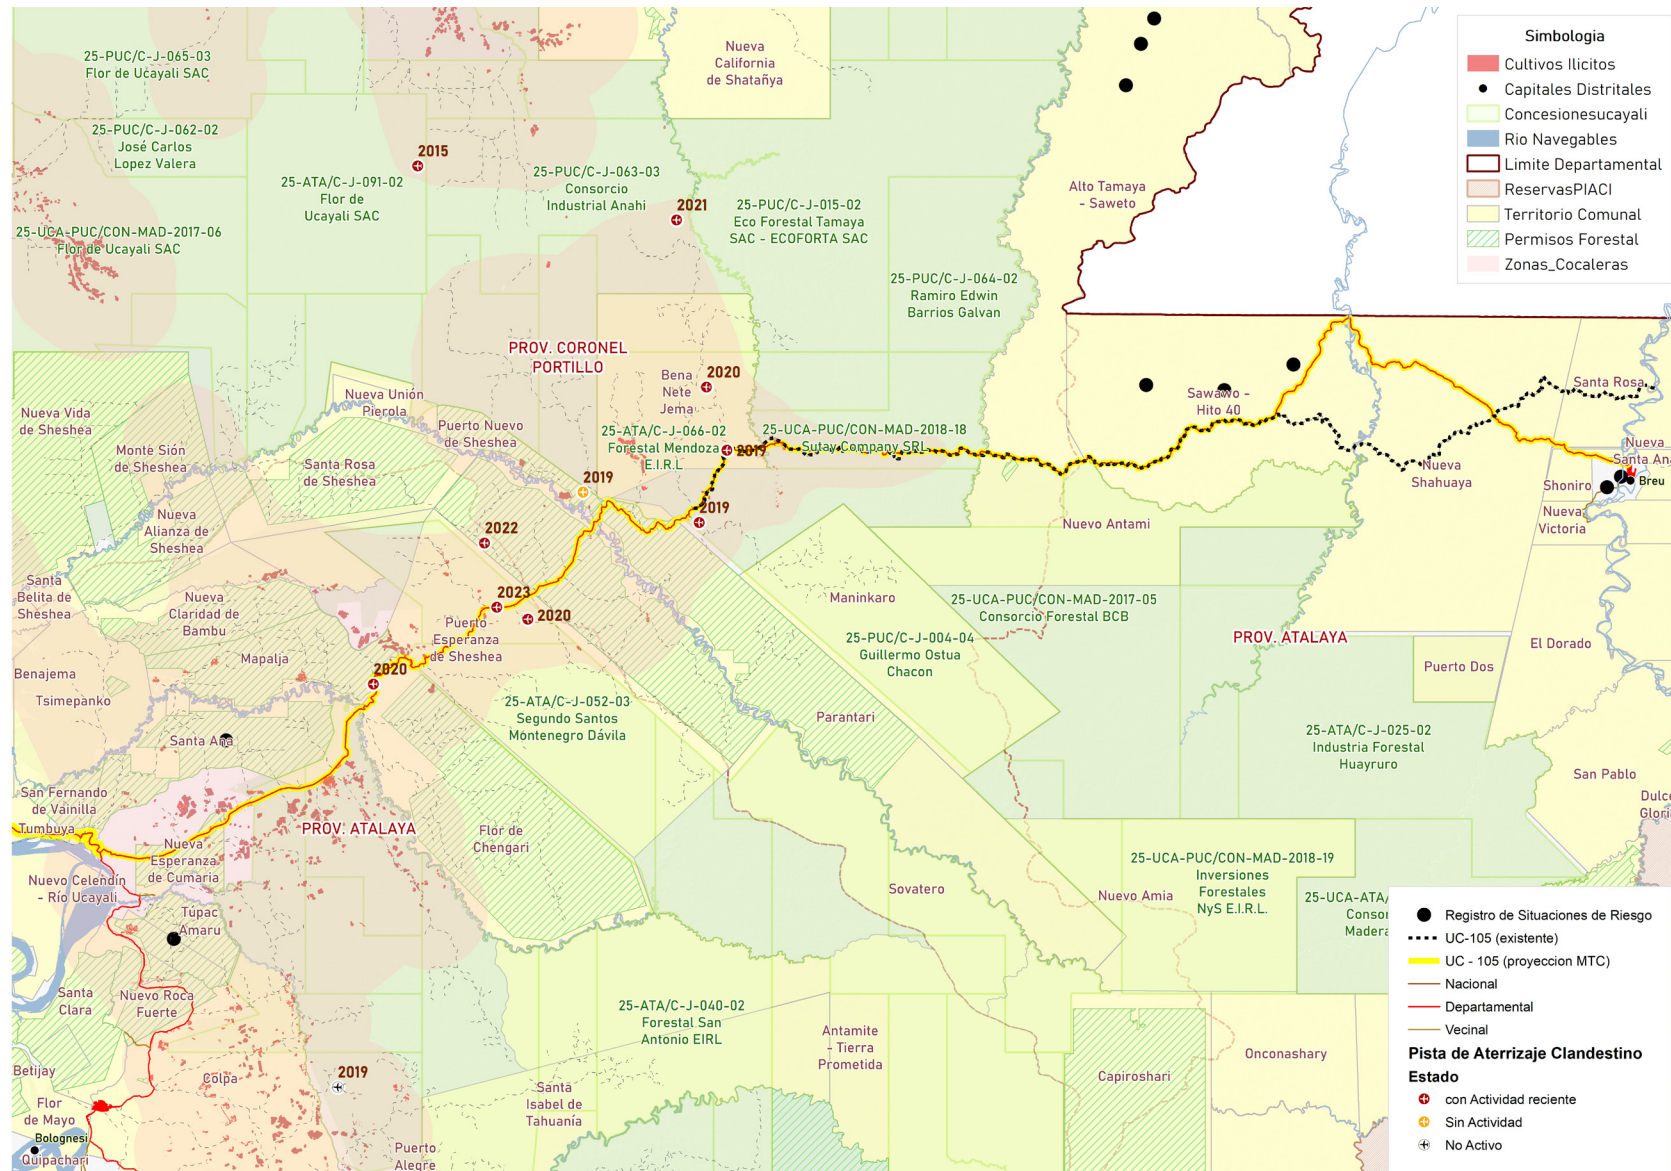 25-PUC/C-J-065-03
Flor de Ucayali SAC
25-PUC/C-J-062-02
José Carlos
Lopez Valera
2015
25-ATA/C-J-091-02
Flor de
Ucayali SAC
25-UCA-PUC/CON-MAD-2017-06
Flor de Ucayali SAC
25-PUC/C-J-063-03
Consorcio
Industrial Anahi
2021
Nueva
California
de Shatañya
25-PUC/C-J-015-02
Eco Forestal Tamaya
SAC - ECOFORTA SAC
25-PUC/C-J-064-02
Ramiro Edwin
Barrios Galvan
Alto Tamaya
- Saweto
Simbologia
Cultivos Ilicitos
Capitales Distritales
Concesionesucayali
Rio Navegables
Limite Departamental
ReservasPIACI
Territorio Comunal
Permisos Forestal
Zonas_Cocaleras
PROV. CORONEL
PORTILLO
Bena
Nete
Jema
2020
Nueva Unión
Pierola
Nueva Vida
de Sheshea
Puerto Nuevo
de Sheshea
Monte Sión
de Sheshea
Santa Rosa
de Sheshea
25-ATA/C-J-066-02
Forestal Mendoza
E.I.R.L
2019
25-UCA-PUC/CON-MAD-2018-18
Sutay Company SRL
Sawawo -
Hito 40
Santa Rosa
Nueva
Shahuaya
Nueva
Santa Ana
Breu
Shoniro
Nueva
Victoria
2019
2019
2022
Nueva
Alianza de
Sheshea
Nuevo Antami
Santa
Belita de
Sheshea
Nueva
Claridad de
Bambu
2023
2020
Puerto
Esperanza
de Sheshea
Maninkaro
25-UCA-PUC/CON-MAD-2017-05
Consorcio Forestal BCB
25-PUC/C-J-004-04
Guillermo Ostua
Chacon
PROV. ATALAYA
El Dorado
Puerto Dos
Mapalja
2020
Benajema
Tsimepanko
25-ATA/C-J-052-03
Segundo Santos
Montenegro Dávila
Parantari
Santa Ana
25-ATA/C-J-025-02
Industria Forestal
Huayruro
San Pablo
Dulce
Gloria
San Fernando
de Vainilla
Tumbuya
PROV. ATALAYA
Flor de
Chengari
Nueva
Esperanza
de Cumaria
Nuevo Celendín
- Río Ucayali
Sovatero
25-UCA-PUC/CON-MAD-2018-19
Inversiones
Forestales
NyS E.I.R.L.
Nuevo Amia
25-UCA-ATA/
Conso
Madera
Tupac
Amaru
Santa
Clara
Nuevo Roca
Fuerte
25-ATA/C-J-040-02
Forestal San
Antonio EIRL
Antamite
- Tierra
Prometida
Onconashary
Capiroshari
Betijay
Colpa
2019
Flor
de Mayo
Bolognesi
Quipachari
Santa
Isabel de
Tahuanía
Puerto
Alegre
Registro de Situaciones de Riesgo
UC-105 (existente)
UC - 105 (proyeccion MTC)
Nacional
Departamental
Vecinal
Pista de Aterrizaje Clandestino
Estado
con Actividad reciente
Sin Actividad
No Activo